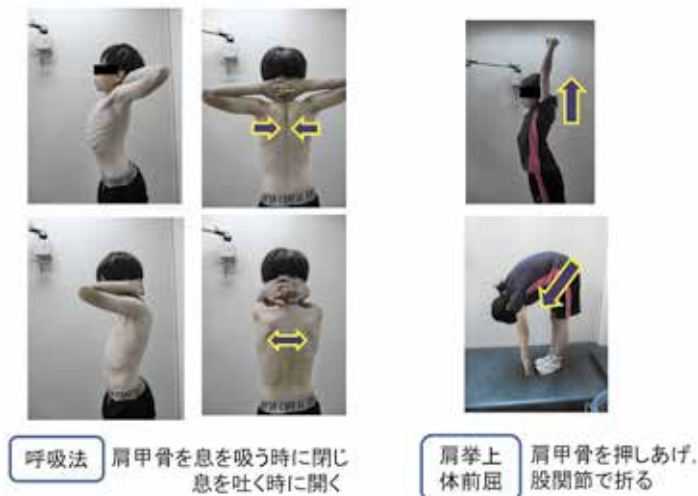 呼吸法
肩甲骨を息を吸う時に閉じ
息を吐く時に開く
肩挙上
体前屈
肩甲骨を押しあげ,
股関節で折る